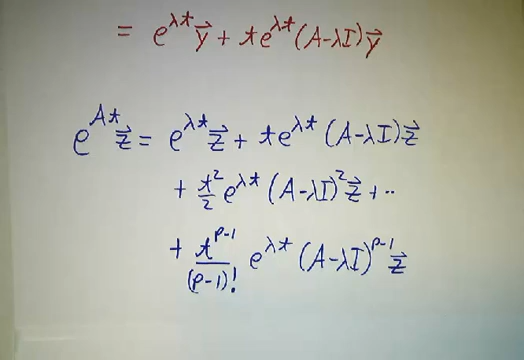 = e^{λt} y⃗ + t e^{λt} (A-λI) y⃗
e^{At} z⃗ = e^{λt} z⃗ + t e^{λt} (A-λI) z⃗
+ t²/2 e^{λt} (A-λI)² z⃗ + ..
+ t^{p-1}/(p-1)! e^{λt} (A-λI)^{p-1} z⃗